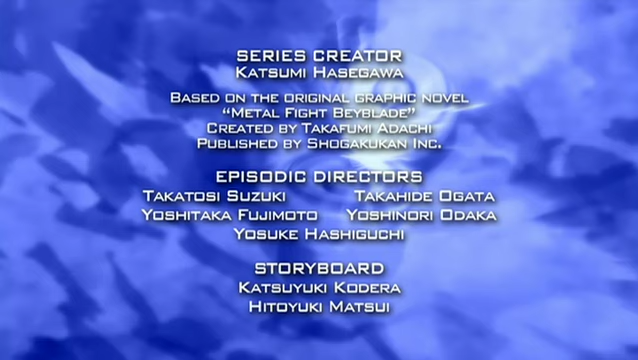 SERIES CREATOR
KATSUMI HASEGAWA
BASED ON THE ORIGINAL GRAPHIC NOVEL
“METAL FIGHT BEYBLADE”
CREATED BY TAKAFUMI ADACHI
PUBLISHED BY SHOGAKUKAN INC.
EPISODIC DIRECTORS
TAKATOSI SUZUKI TAKAHIDE OGATA
YOSHITAKA FUJIMOTO YOSHINORI ODAKA
YOSUKE HASHIGUCHI
STORYBOARD
KATSUYUKI KODERA
HITOYUKI MATSUI